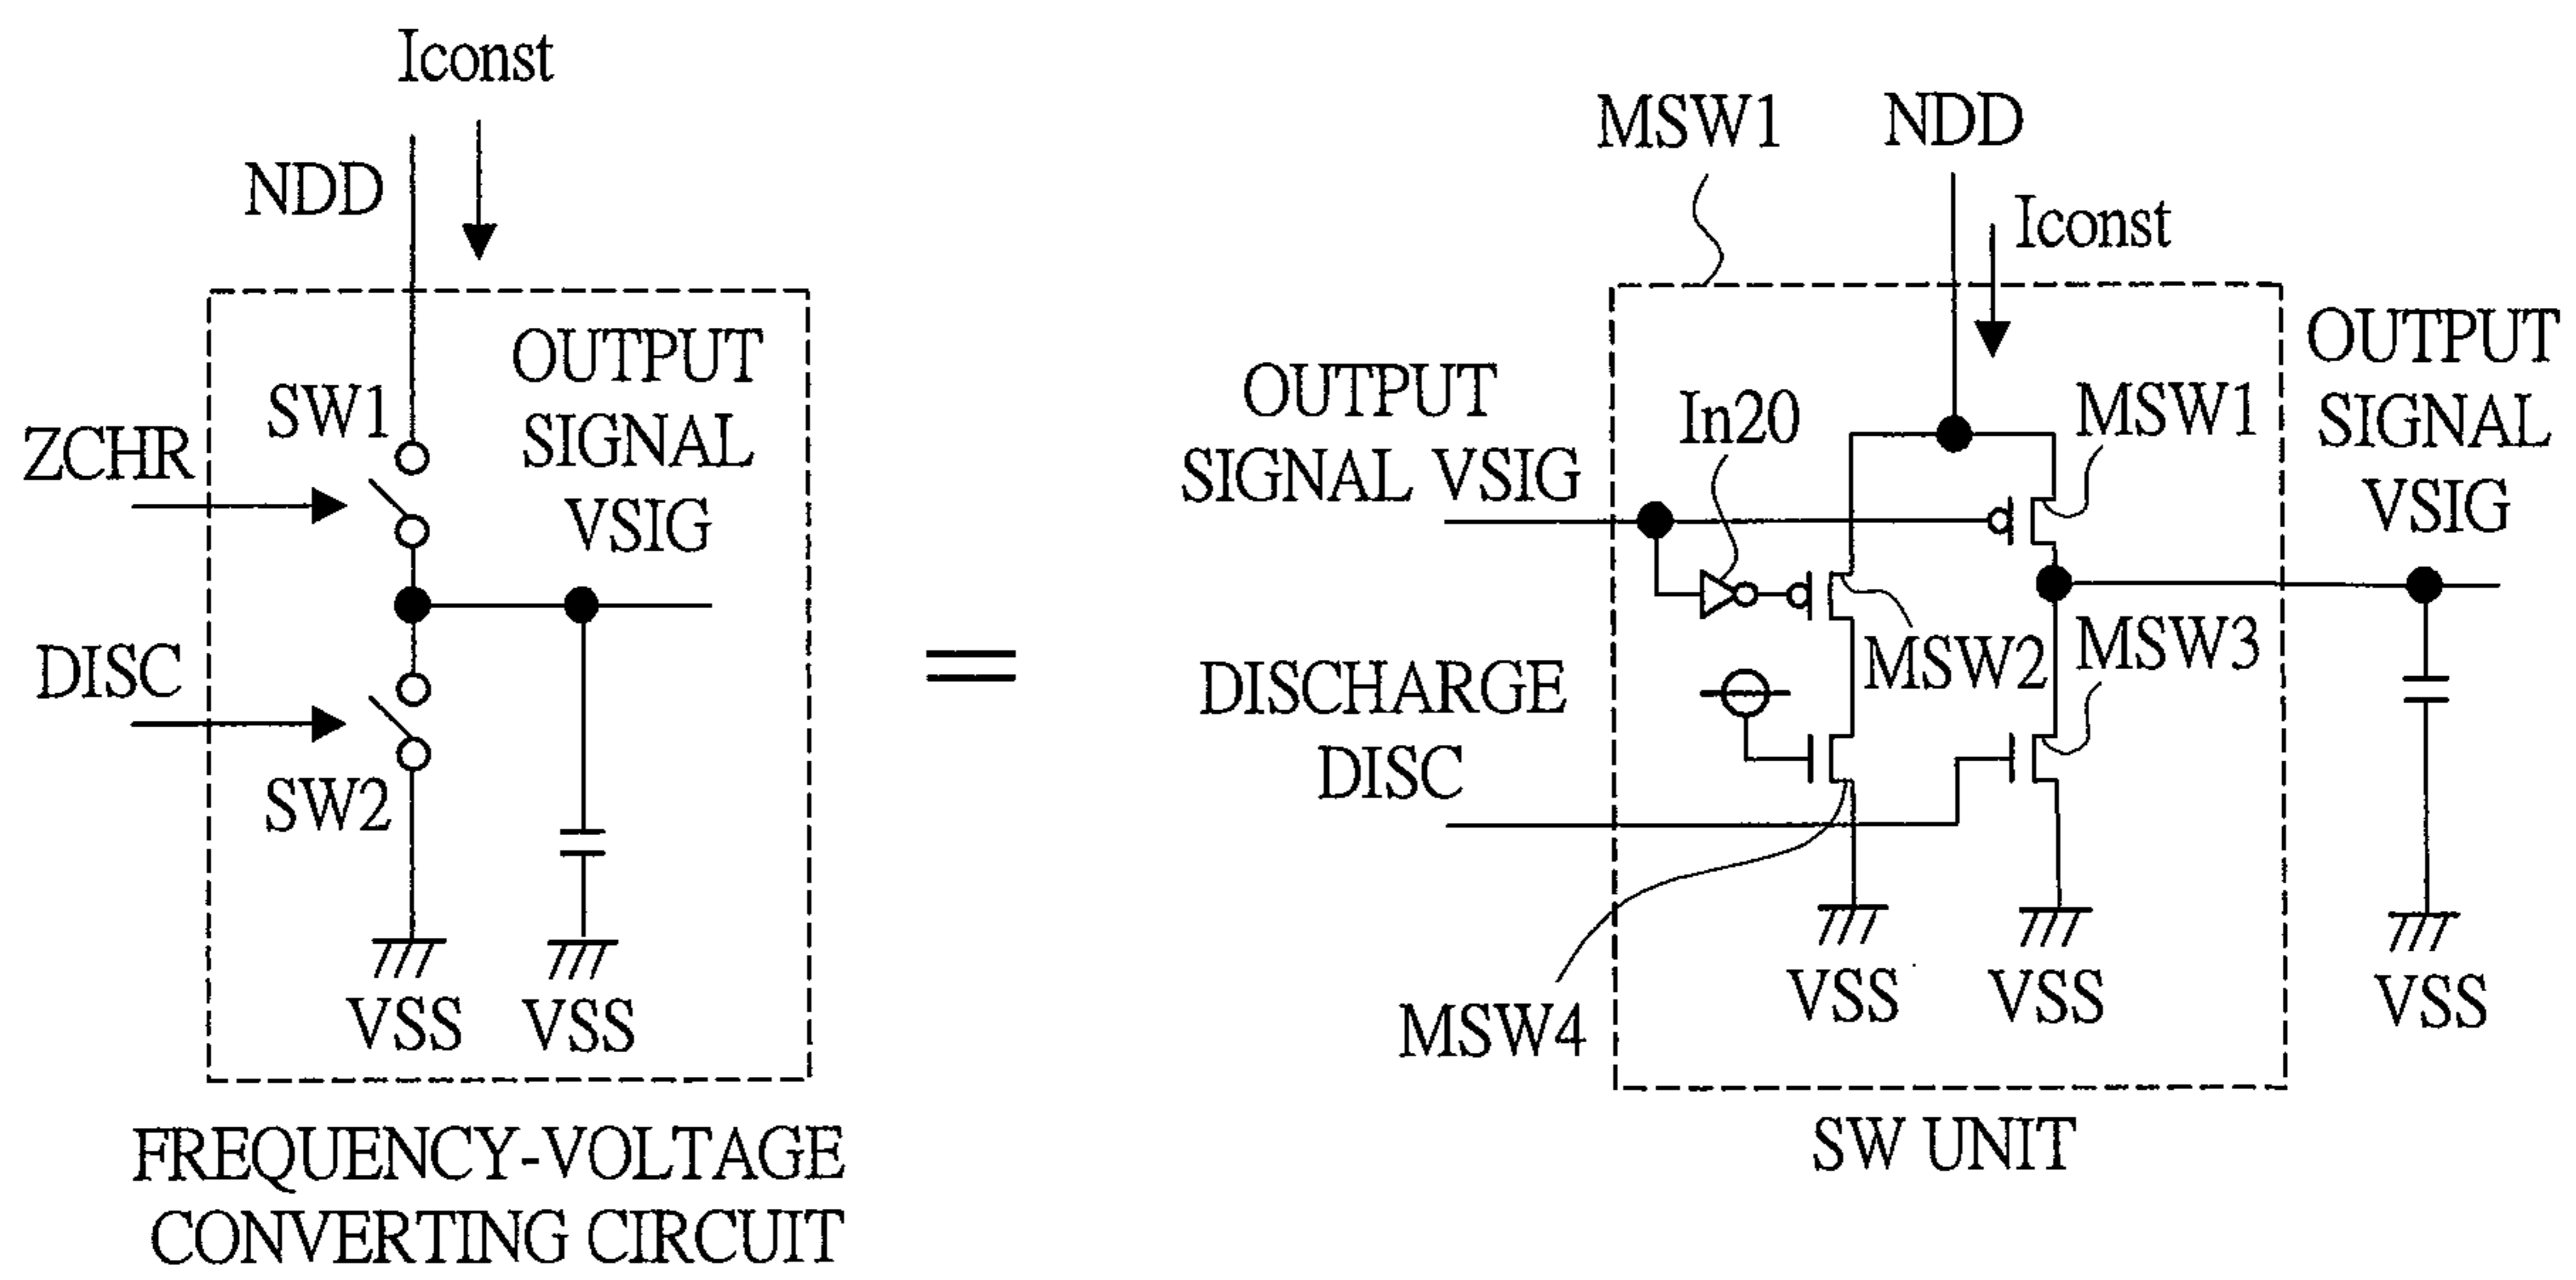 Iconst
NDD
OUTPUT
SIGNAL
VSIG
SW1
ZCHR
DISC
SW2
VSS
VSS
FREQUENCY-VOLTAGE
CONVERTING CIRCUIT
=
MSW1
NDD
Iconst
OUTPUT
SIGNAL VSIG
In20
MSW1
OUTPUT
SIGNAL
VSIG
MSW2
MSW3
DISCHARGE
DISC
MSW4
VSS
VSS
VSS
SW UNIT